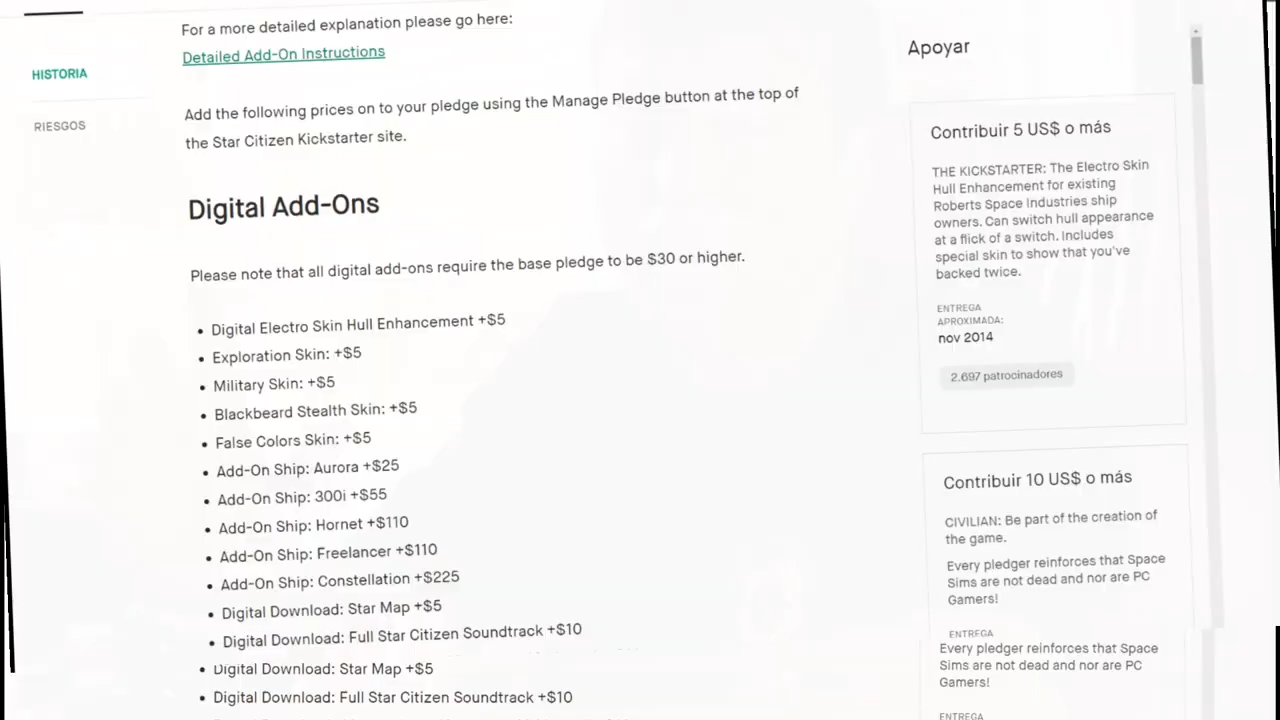 For a more detailed explanation please go here:
Detailed Add-On Instructions
HISTORIA
RIESGOS
Add the following prices on to your pledge using the Manage Pledge button at the top of
the Star Citizen Kickstarter site.
Digital Add-Ons
Please note that all digital add-ons require the base pledge to be $30 or higher.
• Digital Electro Skin Hull Enhancement +$5
• Exploration Skin: +$5
• Military Skin: +$5
• Blackbeard Stealth Skin: +$5
• False Colors Skin: +$5
• Add-On Ship: Aurora +$25
• Add-On Ship: 300i +$55
• Add-On Ship: Hornet +$110
• Add-On Ship: Freelancer +$110
• Add-On Ship: Constellation +$225
• Digital Download: Star Map +$5
• Digital Download: Full Star Citizen Soundtrack +$10
• Digital Download: Star Map +$5
• Digital Download: Full Star Citizen Soundtrack +$10
Apoyar
Contribuir 5 US$ o más
THE KICKSTARTER: The Electro Skin
Hull Enhancement for existing
Roberts Space Industries ship
owners. Can switch hull appearance
at a flick of a switch. Includes
special skin to show that you've
backed twice.
ENTREGA
APROXIMADA:
nov 2014
2.697 patrocinadores
Contribuir 10 US$ o más
CIVILIAN: Be part of the creation of
the game.
Every pledger reinforces that Space
Sims are not dead and nor are PC
Gamers!
ENTREGA
Every pledger reinforces that Space
Sims are not dead and nor are PC
Gamers!
ENTREGA